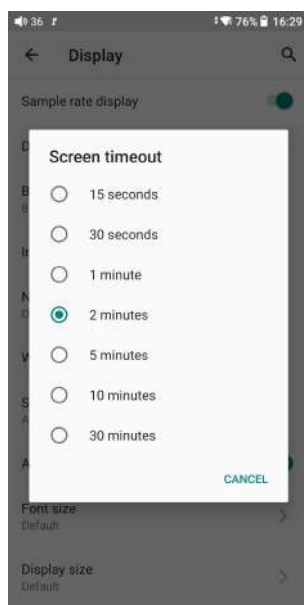 36
76% 16:29
Display
Sample rate display
Screen timeout
15 seconds
30 seconds
1 minute
2 minutes
5 minutes
10 minutes
30 minutes
CANCEL
Font size
Default
Display size
Default